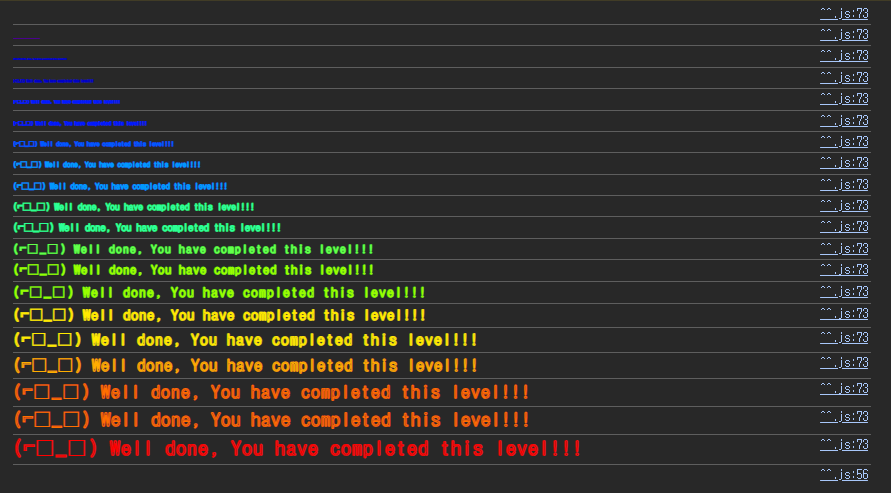 ^^.js:73
^^.js:73
^^.js:73
^^.js:73
^^.js:73
^^.js:73
(⌐□_□) Well done, You have completed this level!!! ^^.js:73
(⌐□_□) Well done, You have completed this level!!! ^^.js:73
(⌐□_□) Well done, You have completed this level!!! ^^.js:73
(⌐□_□) Well done, You have completed this level!!! ^^.js:73
(⌐□_□) Well done, You have completed this level!!! ^^.js:73
(⌐□_□) Well done, You have completed this level!!! ^^.js:73
(⌐□_□) Well done, You have completed this level!!! ^^.js:73
(⌐□_□) Well done, You have completed this level!!! ^^.js:73
(⌐□_□) Well done, You have completed this level!!! ^^.js:73
(⌐□_□) Well done, You have completed this level!!! ^^.js:73
(⌐□_□) Well done, You have completed this level!!! ^^.js:73
(⌐□_□) Well done, You have completed this level!!! ^^.js:73
(⌐□_□) Well done, You have completed this level!!! ^^.js:73
(⌐□_□) Well done, You have completed this level!!! ^^.js:73
^^.js:56